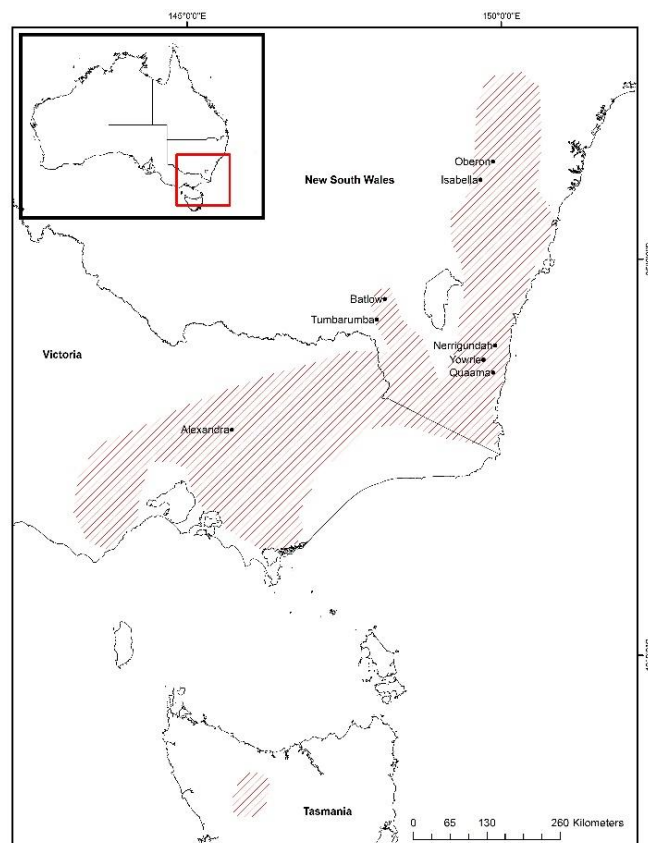 145°0'0"E
150°0'0"E
Oberon
New South Wales
Isabella
Batlow
Tumbarumba
Nerrigundah
Victoria
Yowrie
Quaama
Alexandra
Tasmania
0 65 130 260 Kilometers